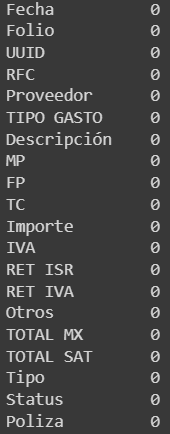 Fecha 0
Folio 0
UUID 0
RFC 0
Proveedor 0
TIPO GASTO 0
Descripción 0
MP 0
FP 0
TC 0
Importe 0
IVA 0
RET ISR 0
RET IVA 0
Otros 0
TOTAL MX 0
TOTAL SAT 0
Tipo 0
Status 0
Poliza 0